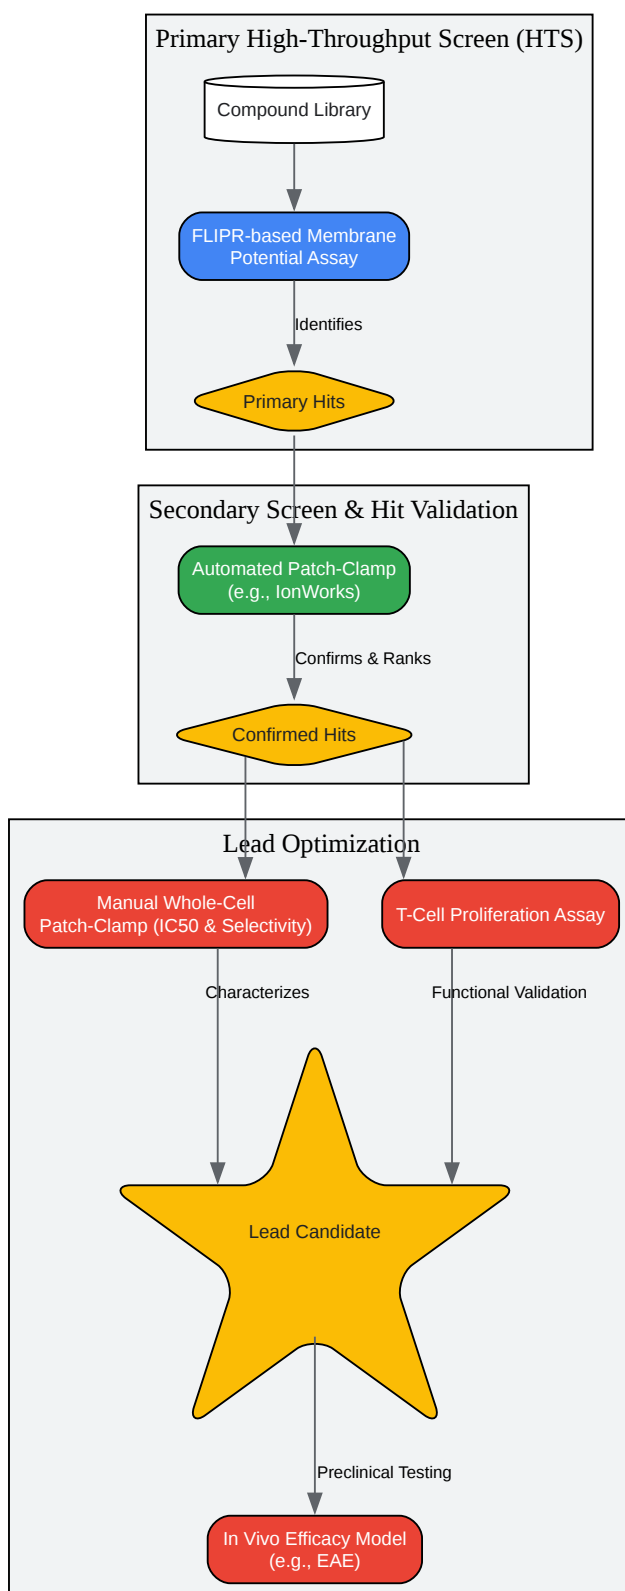 Primary High-Throughput Screen (HTS)
Compound Library
FLIPR-based Membrane
Potential Assay
Identifies
Primary Hits
Secondary Screen & Hit Validation
Automated Patch-Clamp
(e.g., IonWorks)
Confirms & Ranks
Confirmed Hits
Lead Optimization
Manual Whole-Cell
Patch-Clamp (IC50 & Selectivity)
T-Cell Proliferation Assay
Characterizes
Functional Validation
Lead Candidate
Preclinical Testing
In Vivo Efficacy Model
(e.g., EAE)